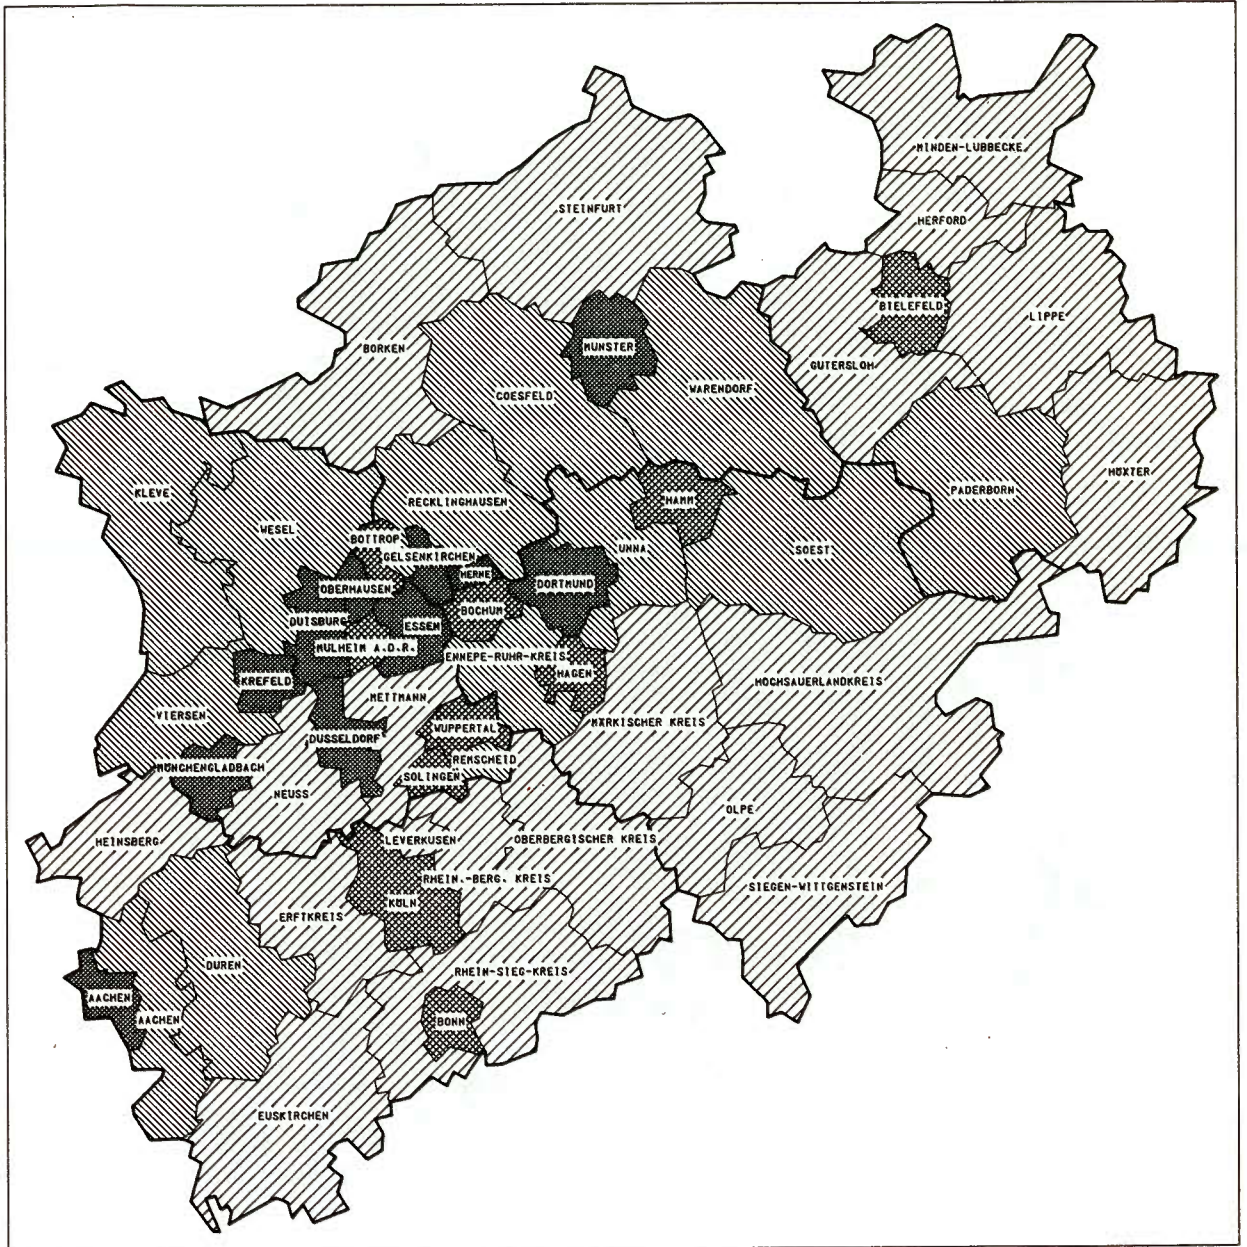 MINDEN-LUBBECKE
STEINFURT
HERFORD
BIELEFELD
LIPPE
BORKEN
MUNSTER
GUTERSLOH
COESFELD
WARENDORF
HOXTER
KLEVE
RECKLINGHAUSEN
HAMM
PADERBORN
WESEL
BOTTROP
UNNA
SOEST
GELSENKIRCHEN
HERNE
OBERHAUSEN
DORTMUND
DUISBURG
ESSEN
BOCHUM
MULHEIM A.D.R.
ENNEPE-RUHR-KREIS
KREFELD
HAGEN
HOCHSAUERLANDKREIS
METTMANN
VIERSEN
MÄRKISCHER KREIS
WUPPERTAL
DUSSELDORF
REMSCHEID
MÖNCHENGLADBACH
SOLINGEN
NEUSS
OLPE
HEINSBERG
LEVERKUSEN
OBERBERGISCHER KREIS
RHEIN.-BERG. KREIS
SIEGEN-WITTGENSTEIN
KÖLN
ERFTKREIS
DUREN
RHEIN-SIEG-KREIS
AACHEN
AACHEN
BONN
EUSKIRCHEN